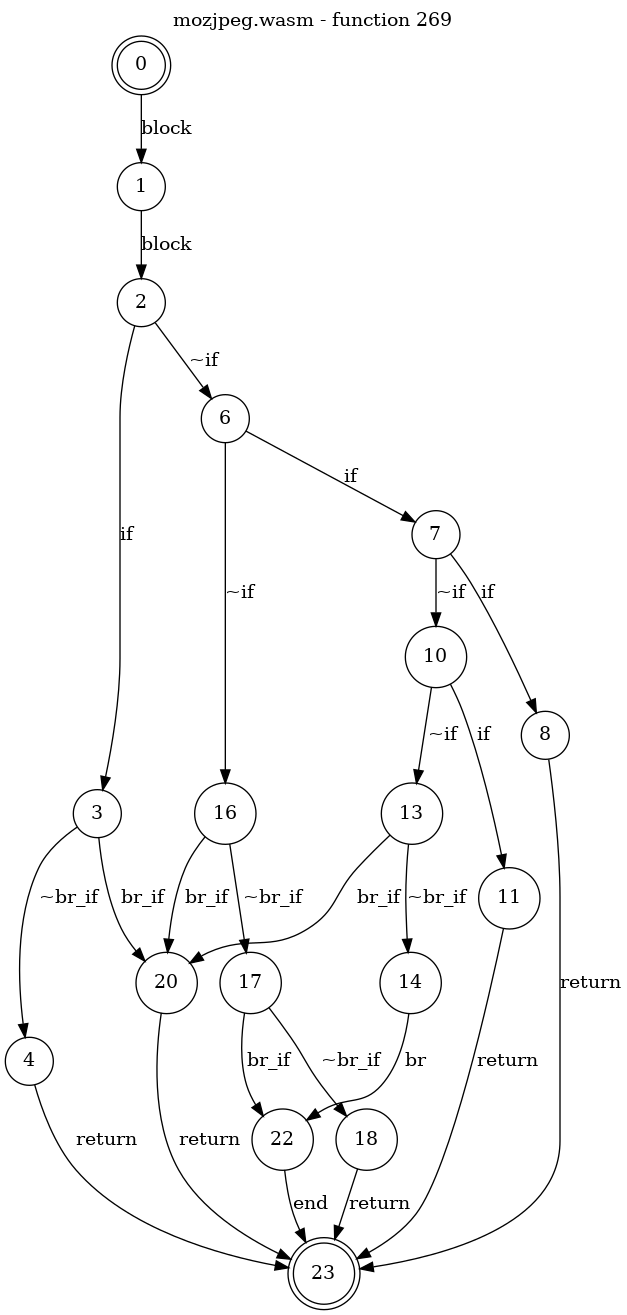 mozjpeg.wasm - function 269
0
block
1
block
2
~if
6
if
if
7
~if
~if
if
10
8
~if
if
3
16
13
11
~br_if
br_if
br_if
~br_if
br_if
~br_if
20
17
14
return
4
br_if
~br_if
br
return
return
22
18
return
return
end
return
23